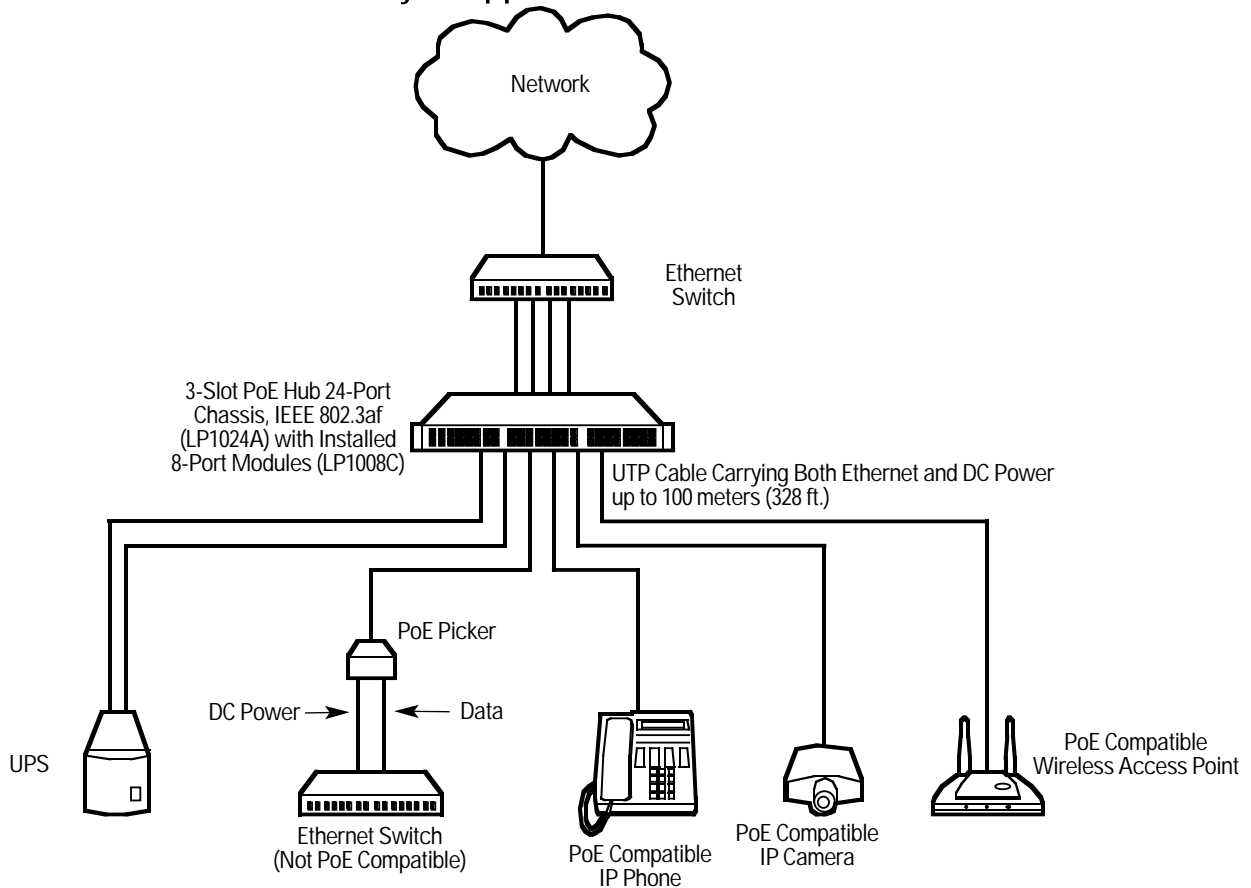 Network
Ethernet
Switch
3-Slot PoE Hub 24-Port
Chassis, IEEE 802.3af
(LP1024A) with Installed
8-Port Modules (LP1008C)
UTP Cable Carrying Both Ethernet and DC Power
up to 100 meters (328 ft.)
PoE Picker
DC Power
Data
UPS
Ethernet Switch
(Not PoE Compatible)
PoE Compatible
IP Phone
PoE Compatible
IP Camera
PoE Compatible
Wireless Access Point